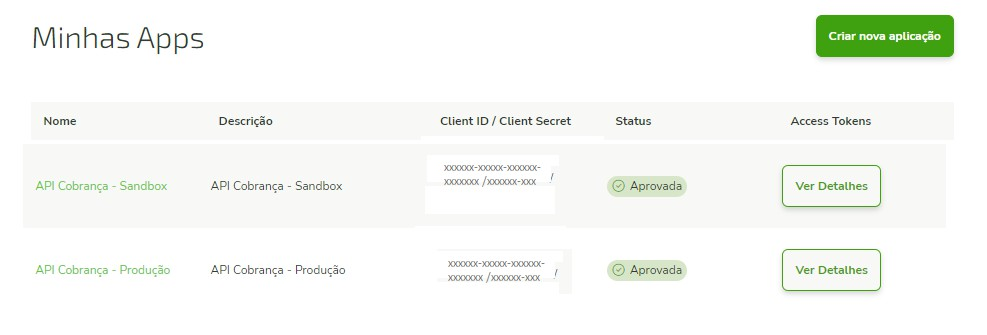 Minhas Apps
Criar nova aplicação
Nome Descrição Client ID / Client Secret Status Access Tokens
API Cobrança - Sandbox API Cobrança - Sandbox xxxxxx-xxxxx-xxxxxx- / Aprovada Ver Detalhes
xxxxxxx /xxxxxx-xxx
API Cobrança - Produção API Cobrança - Produção xxxxxx-xxxxx-xxxxxx- / Aprovada Ver Detalhes
xxxxxxx /xxxxxx-xxx